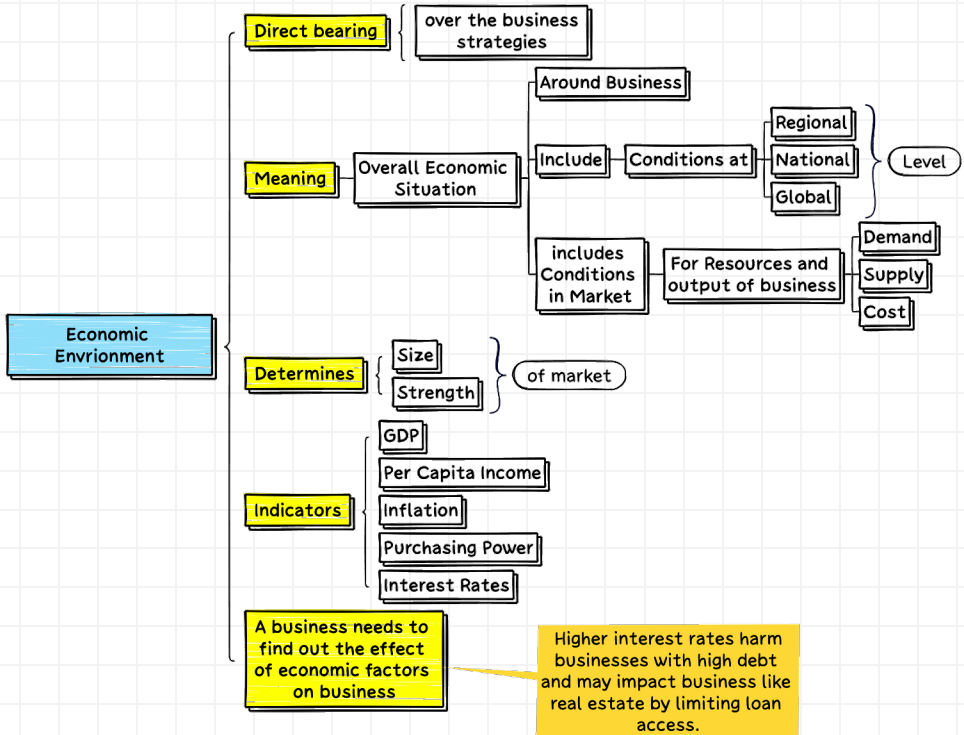 Direct bearing
over the business
strategies
Around Business
Regional
Meaning
Overall Economic
Situation
Include
Conditions at
National
Level
Global
includes
Conditions
in Market
For Resources and
output of business
Demand
Supply
Cost
Economic
Envrionment
Determines
Size
Strength
of market
Indicators
GDP
Per Capita Income
Inflation
Purchasing Power
Interest Rates
A business needs to
find out the effect
of economic factors
on business
Higher interest rates harm
businesses with high debt
and may impact business like
real estate by limiting loan
access.